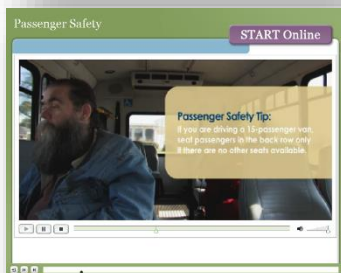 Passenger Safety
START Online
Passenger Safety Tip:
If you are driving a 15-passenger van,
seat passengers in the back row only
if there are no other seats available.